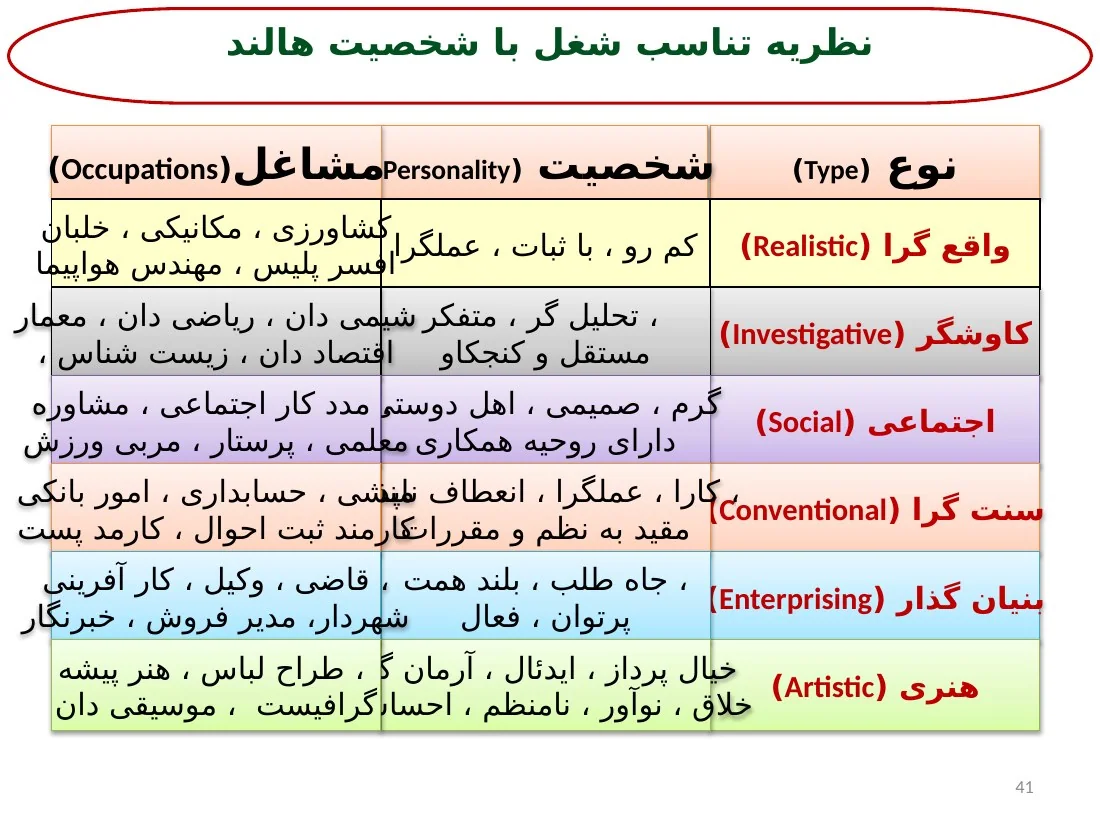 نظریه تناسب شغل با شخصیت هالند
نوع (Type)
شخصیت (Personality
مشاغل(Occupations)
واقع گرا (Realistic)
کم رو ، با ثبات ، عملگرا
کشاورزی ، مکانیکی ، خلبان
افسر پلیس ، مهندس هواپیما
کاوشگر (Investigative)
تحلیل گر ، متفکر ،
مستقل و کنجکاو
شیمی دان ، ریاضی دان ، معمار
اقتصاد دان ، زیست شناس ،
اجتماعی (Social)
گرم ، صمیمی ، اهل دوستی
دارای روحیه همکاری
مدد کار اجتماعی ، مشاوره
معلمی ، پرستار ، مربی ورزش
سنت گرا (Conventional)
کارا ، عملگرا ، انعطاف ،
مقید به نظم و مقررات
منشی ، حسابداری ، امور بانکی
کارمند ثبت احوال ، کارمد پست
بنیان گذار (Enterprising)
جاه طلب ، بلند همت ،
پرتوان ، فعال
قاضی ، وکیل ، کار آفرینی ،
شهردار، مدیر فروش ، خبرنگار
هنری (Artistic)
خیال پرداز ، ایدئال ، آرمان
خلاق ، نوآور ، نامنظم ،
طراح لباس ، هنر پیشه ،
گرافیست ، موسیقی دان
41